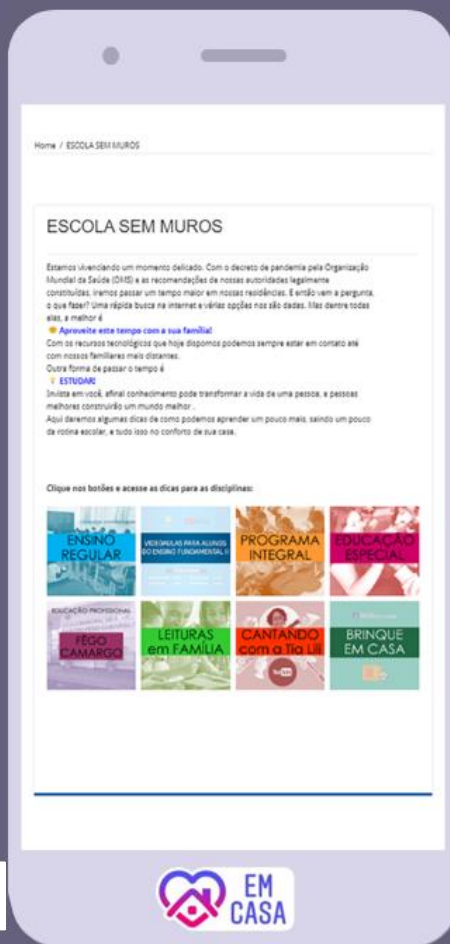 Home / ESCOLA SEM MUROS
ESCOLA SEM MUROS
Estamos vivenciando um momento delicado. Com o decreto de pandemia pela Organização
Mundial da Saúde (OMS) e as recomendações de nossas autoridades legalmente
constituídas, iremos passar um tempo maior em nossas residências. E então vem a pergunta,
o que fazer? Uma rápida busca na internet e várias opções nos são dadas. Mas dentre todas
elas, a melhor é
Aproveite este tempo com a sua família!
Com os recursos tecnológicos que hoje dispomos podemos sempre estar em contato até
com nossos familiares mais distantes.
Outra forma de passar o tempo é
ESTUDAR!
Invista em você, afinal conhecimento pode transformar a vida de uma pessoa, e pessoas
melhores construirão um mundo melhor .
Aqui daremos algumas dicas de como podemos aprender um pouco mais, saindo um pouco
da rotina escolar, e tudo isso no conforto de sua casa.
Clique nos botões e acesse as dicas para as disciplinas:
ENSINO
REGULAR
VIDEOAULAS PARA ALUNOS
DO ENSINO FUNDAMENTAL II
PROGRAMA
INTEGRAL
EDUCAÇÃO
ESPECIAL
EDUCAÇÃO PROFISSIONAL
FÊGO
CAMARGO
LEITURAS
em FAMÍLIA
CANTANDO
com a Tia Lili
BRINQUE
EM CASA
EM
CASA